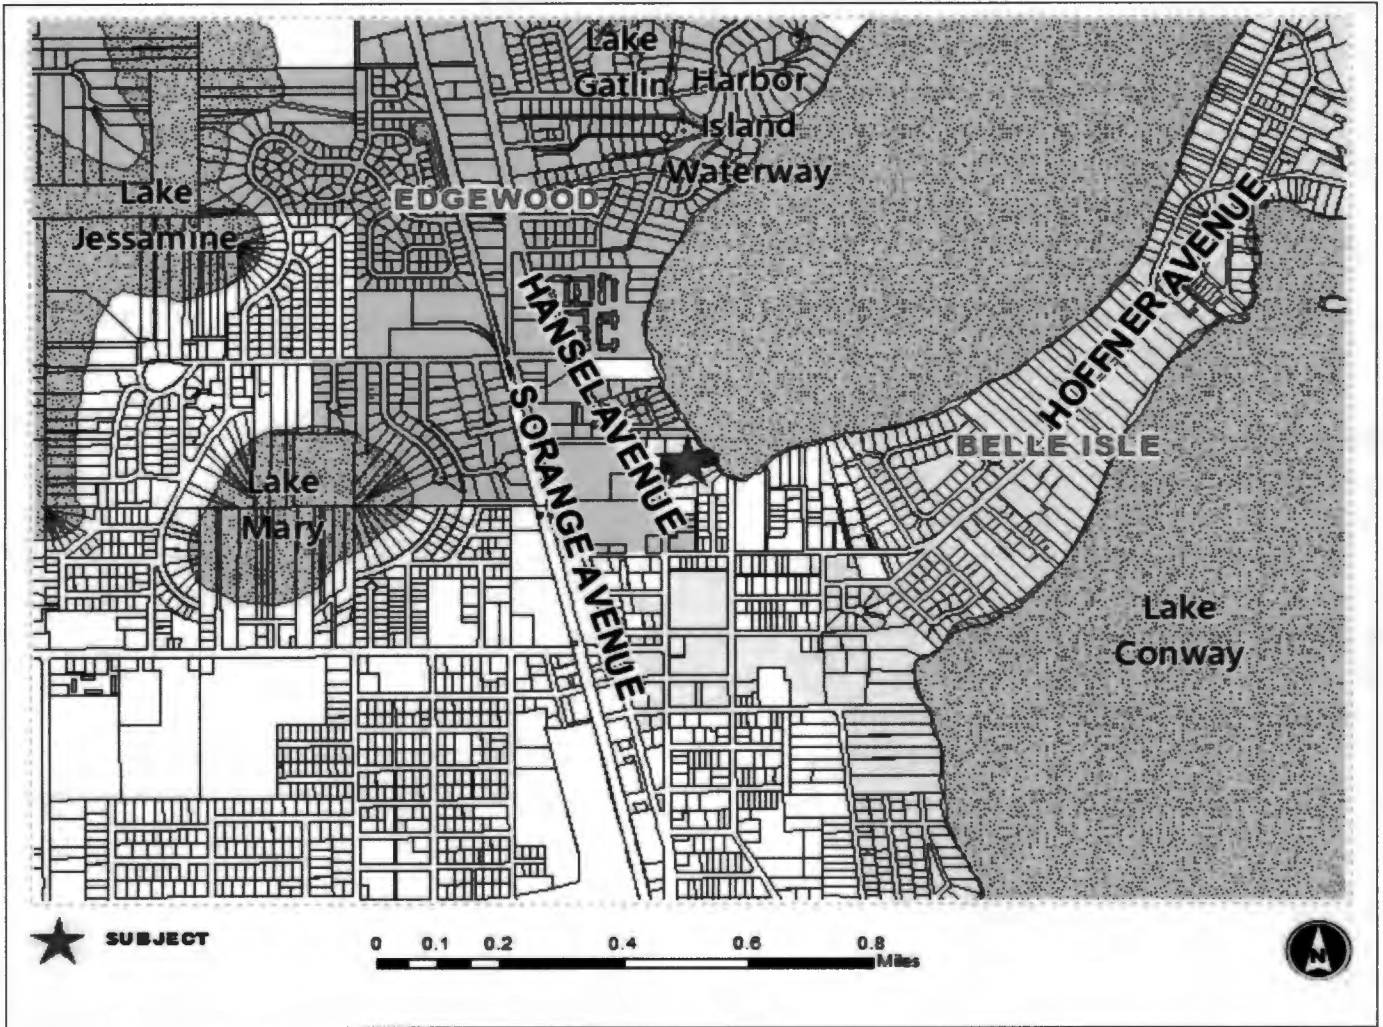 Lake
Gatlin
Harbor
Island
Waterway
Lake
Jessamine
EDGEWOOD
HANSEL AVENUE
HOFFNER AVENUE
S ORANGE AVENUE
BELLE ISLE
Lake
Mary
Lake
Conway
SUBJECT
0 0.1 0.2 0.4 0.6 0.8
Miles
N